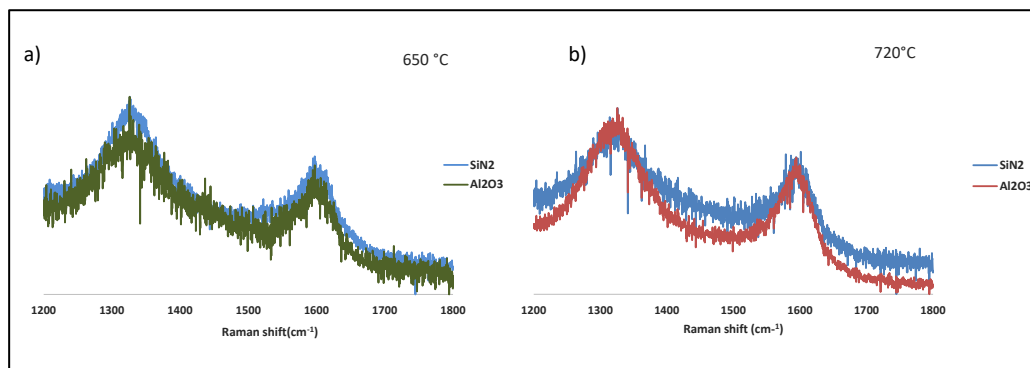 a)
650 °C
SiN2
Al2O3
1200 1300 1400 1500 1600 1700 1800
Raman shift(cm-1)
b)
720°C
SiN2
Al2O3
1200 1300 1400 1500 1600 1700 1800
Raman shift (cm-1)